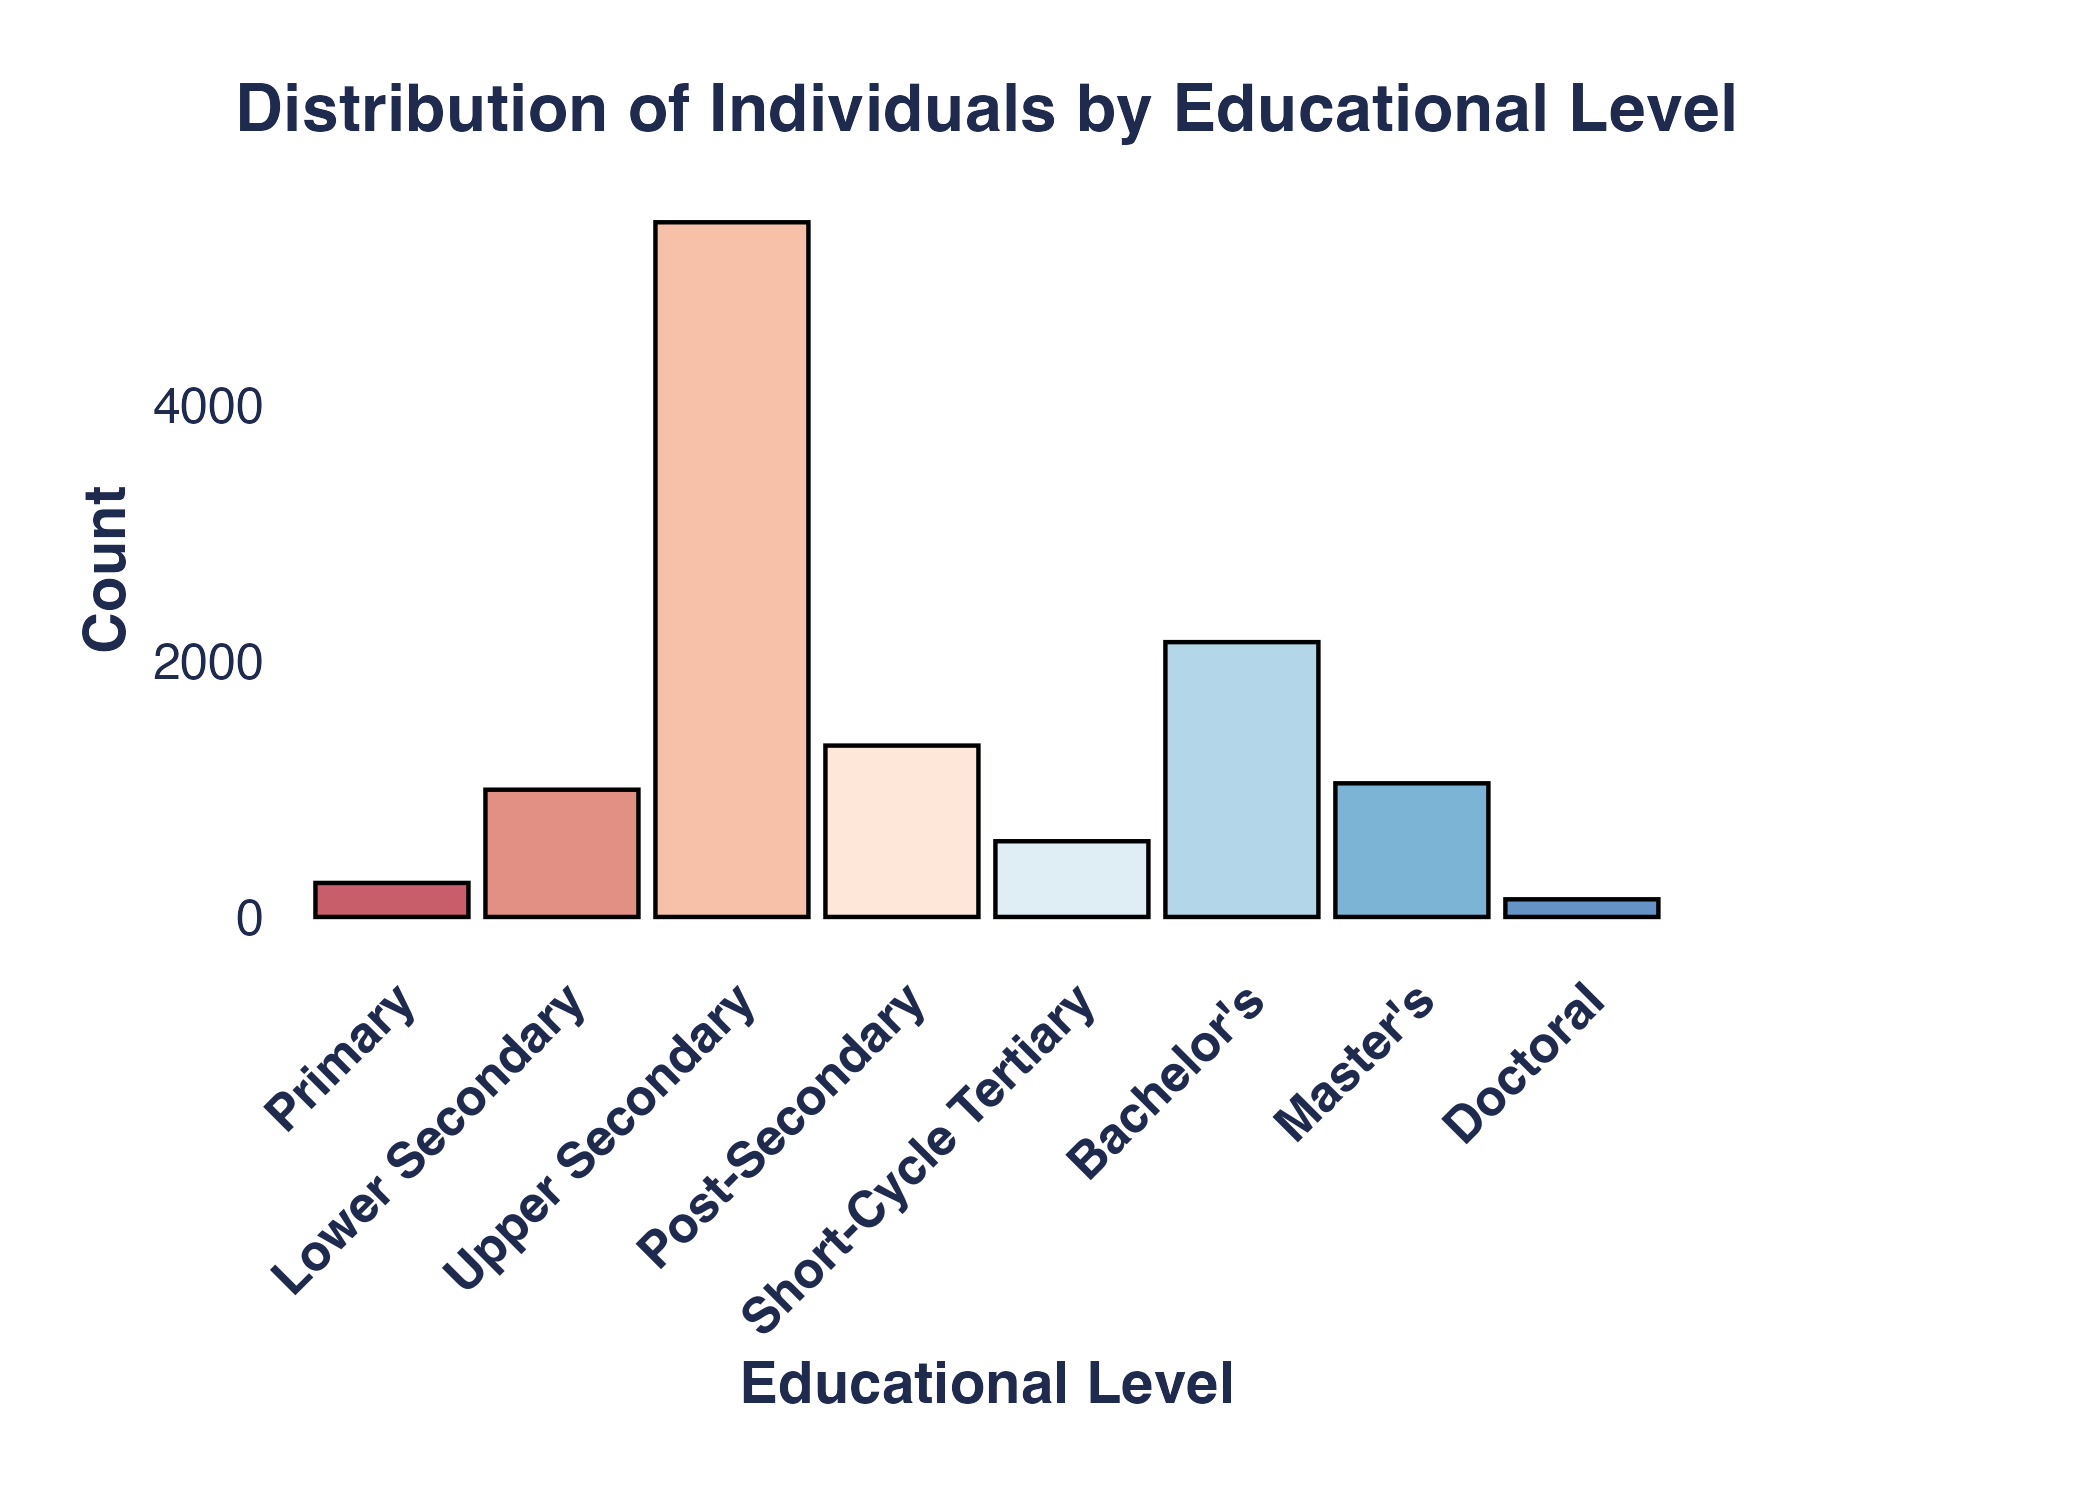 Distribution of Individuals by Educational Level
Count
4000
2000
0
Primary
Lower Secondary
Upper Secondary
Post-Secondary
Short-Cycle Tertiary
Bachelor's
Master's
Doctoral
Educational Level